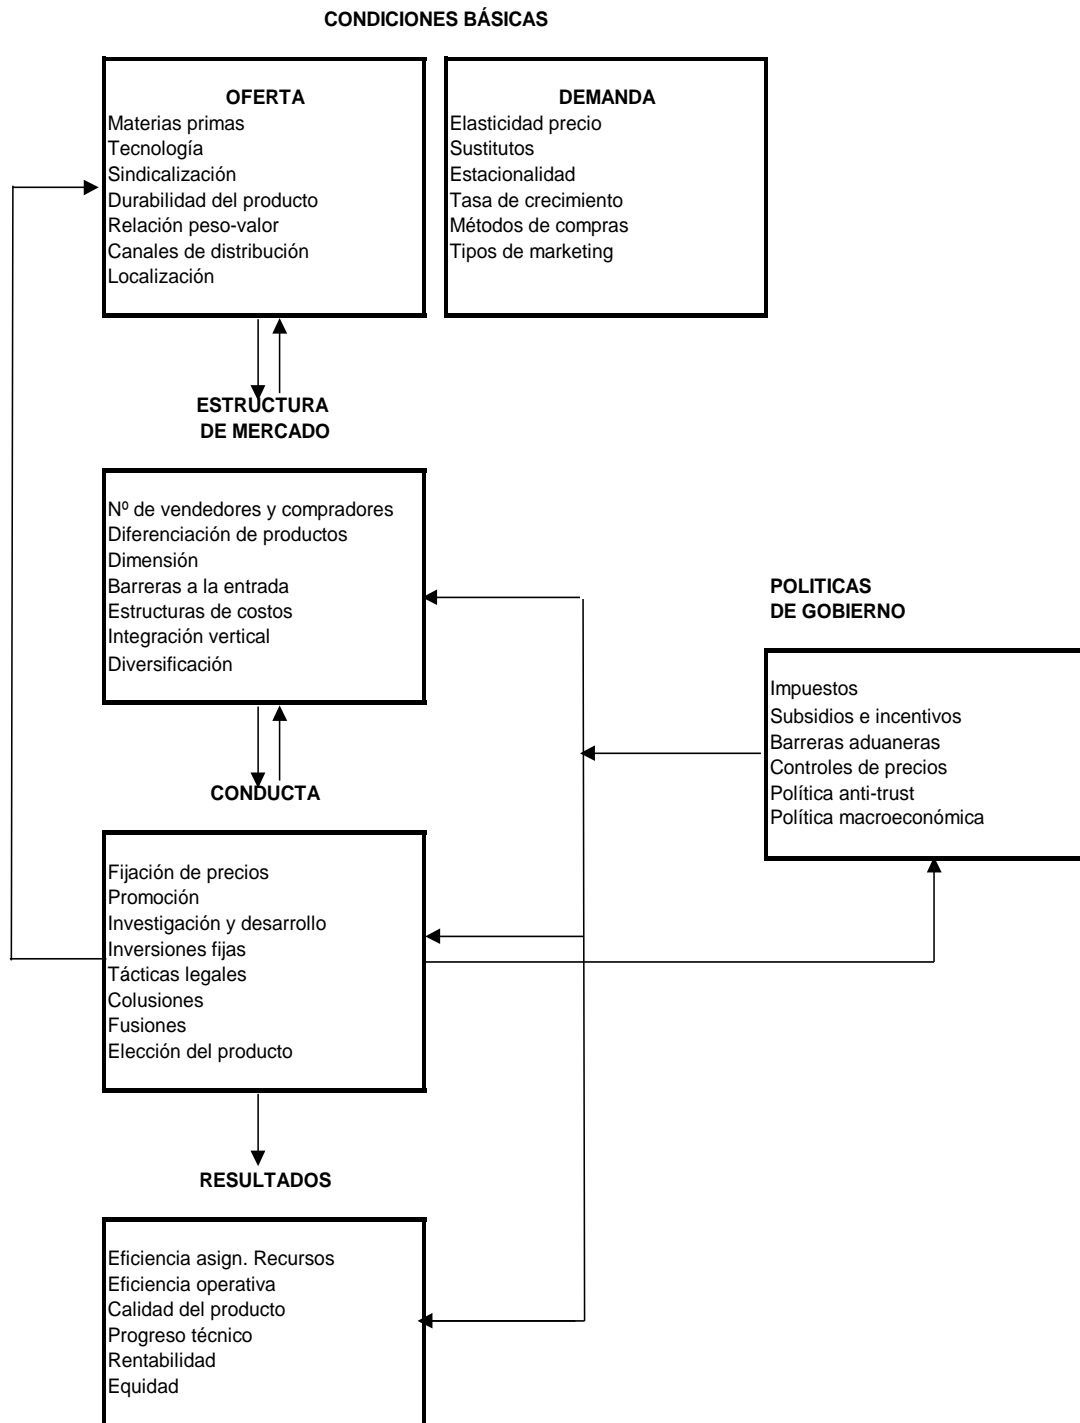 CONDICIONES BÁSICAS
OFERTA
Materias primas
Tecnología
Sindicalización
Durabilidad del producto
Relación peso-valor
Canales de distribución
Localización
DEMANDA
Elasticidad precio
Sustitutos
Estacionalidad
Tasa de crecimiento
Métodos de compras
Tipos de marketing
ESTRUCTURA
DE MERCADO
Nº de vendedores y compradores
Diferenciación de productos
Dimensión
Barreras a la entrada
Estructuras de costos
Integración vertical
Diversificación
POLITICAS
DE GOBIERNO
Impuestos
Subsidios e incentivos
Barreras aduaneras
Controles de precios
Política anti-trust
Política macroeconómica
CONDUCTA
Fijación de precios
Promoción
Investigación y desarrollo
Inversiones fijas
Tácticas legales
Colusiones
Fusiones
Elección del producto
RESULTADOS
Eficiencia asign. Recursos
Eficiencia operativa
Calidad del producto
Progreso técnico
Rentabilidad
Equidad